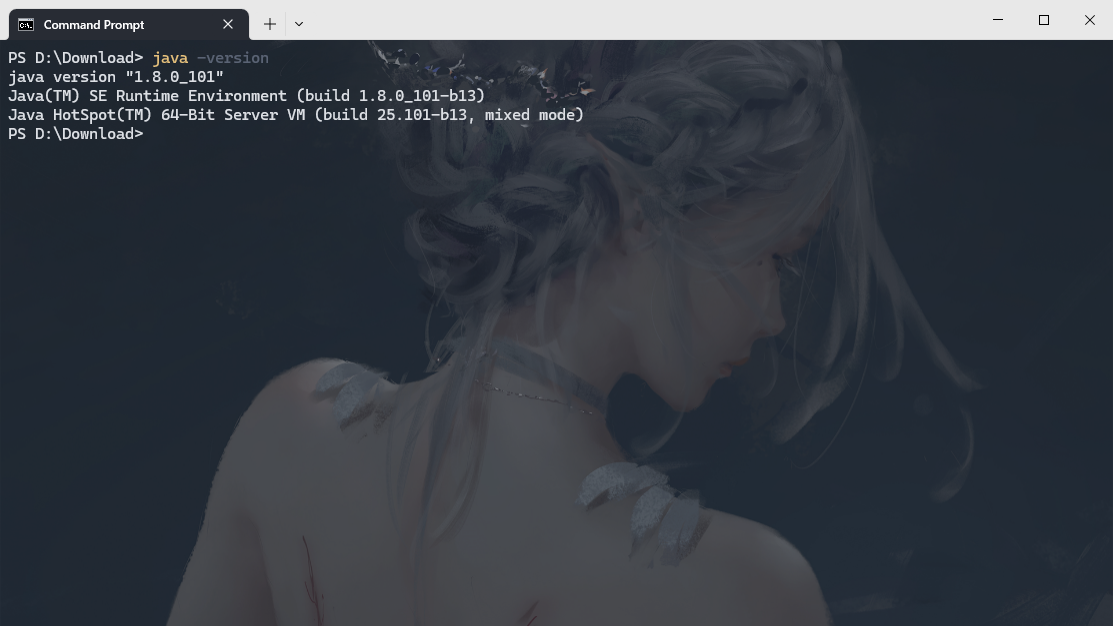 Command Prompt
PS D:\Download> java -version
java version "1.8.0_101"
Java(TM) SE Runtime Environment (build 1.8.0_101-b13)
Java HotSpot(TM) 64-Bit Server VM (build 25.101-b13, mixed mode)
PS D:\Download>